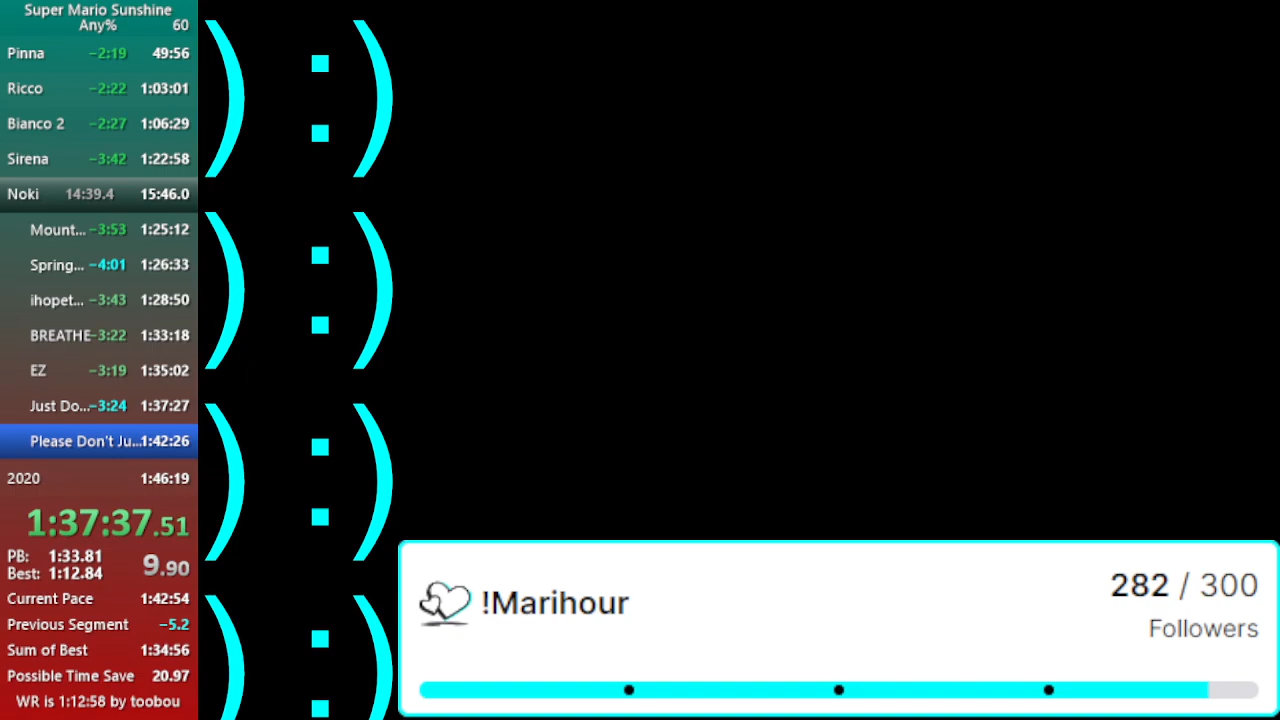 Super Mario Sunshine
Any% 60
Pinna −2:19 49:56
Ricco −2:22 1:03:01
Bianco 2 −2:27 1:06:29
Sirena −3:42 1:22:58
Noki 14:39.4 15:46.0
Mount... −3:53 1:25:12
Spring... −4:01 1:26:33
ihopet... −3:43 1:28:50
BREATHE −3:22 1:33:18
EZ −3:19 1:35:02
Just Do... −3:24 1:37:27
Please Don't Ju... 1:42:26
2020 1:46:19
1:37:37.51
PB: 1:33.81
Best: 1:12.84
9.90
Current Pace 1:42:54
Previous Segment −5.2
Sum of Best 1:34:56
Possible Time Save 20.97
WR is 1:12:58 by toobou
) :)
) :)
) :)
) :)
!Marihour
282 / 300
Followers